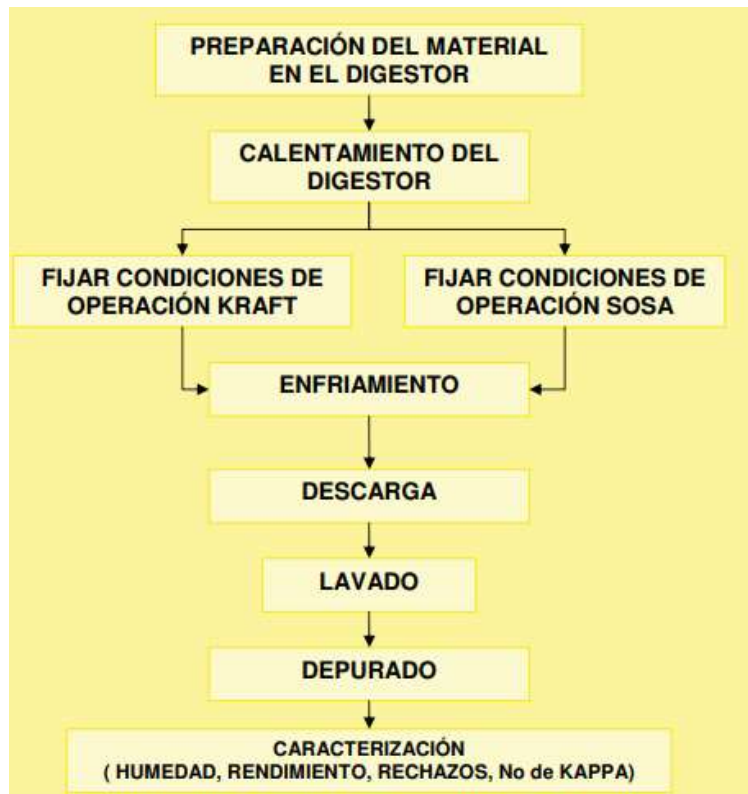 PREPARACIÓN DEL MATERIAL
EN EL DIGESTOR
CALENTAMIENTO DEL
DIGESTOR
FIJAR CONDICIONES DE
OPERACIÓN KRAFT
FIJAR CONDICIONES DE
OPERACIÓN SOSA
ENFRIAMIENTO
DESCARGA
LAVADO
DEPURADO
CARACTERIZACIÓN
( HUMEDAD, RENDIMIENTO, RECHAZOS, No de KAPPA)